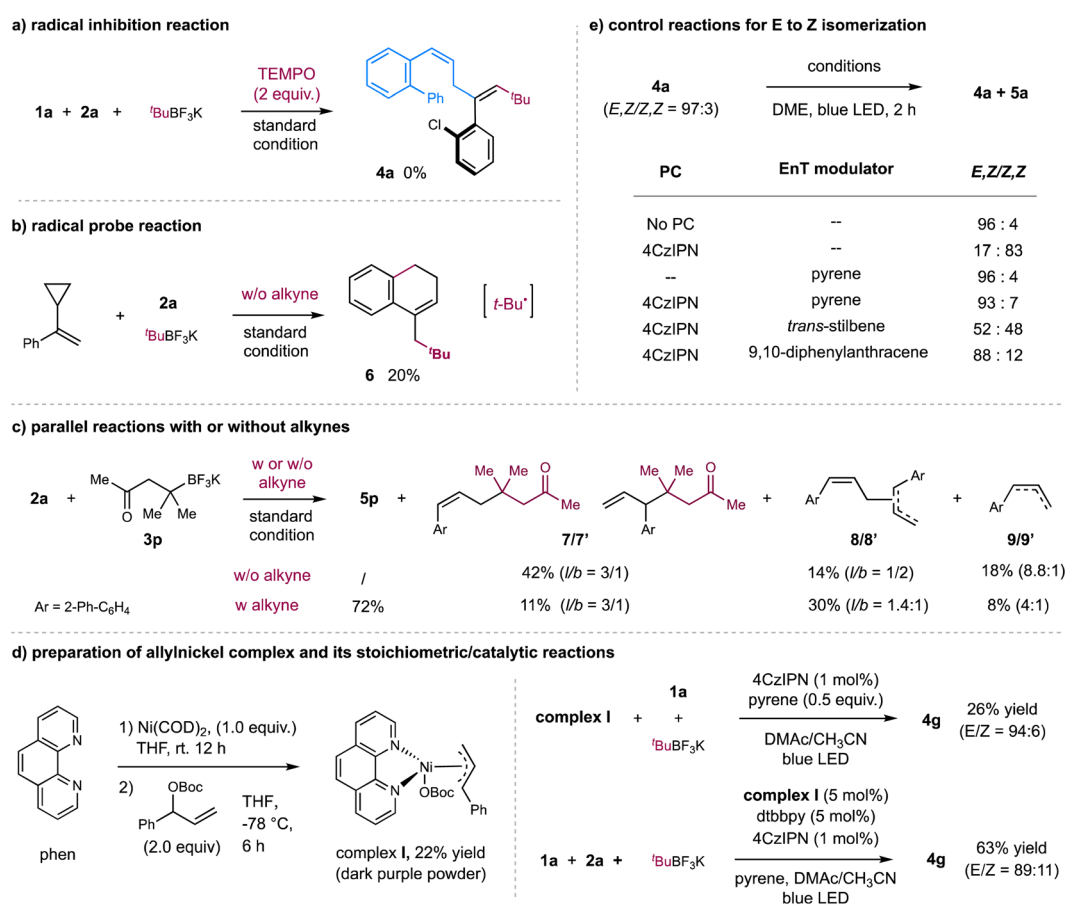 a) radical inhibition reaction
1a + 2a + ᵗBuBF₃K
TEMPO
(2 equiv.)
standard
condition
Ph
ᵗBu
Cl
4a 0%
b) radical probe reaction
Ph
+
2a
ᵗBuBF₃K
w/o alkyne
standard
condition
ᵗBu
6 20%
[t-Bu•]
e) control reactions for E to Z isomerization
4a
(E,Z/Z,Z = 97:3)
conditions
DME, blue LED, 2 h
4a + 5a
PC EnT modulator E,Z/Z,Z
No PC -- 96 : 4
4CzIPN -- 17 : 83
-- pyrene 96 : 4
4CzIPN pyrene 93 : 7
4CzIPN trans-stilbene 52 : 48
4CzIPN 9,10-diphenylanthracene 88 : 12
c) parallel reactions with or without alkynes
2a +
Me BF₃K
O Me Me
3p
w or w/o
alkyne
standard
condition
5p +
Me Me O
Me
Ar
Me Me O
Me
Ar
7/7'
+
Ar
Ar
8/8'
+
Ar
9/9'
w/o alkyne / 42% (l/b = 3/1) 14% (l/b = 1/2) 18% (8.8:1)
Ar = 2-Ph-C₆H₄ w alkyne 72% 11% (l/b = 3/1) 30% (l/b = 1.4:1) 8% (4:1)
d) preparation of allylnickel complex and its stoichiometric/catalytic reactions
N
N
phen
1) Ni(COD)₂, (1.0 equiv.)
THF, rt. 12 h
2)
OBoc
Ph
(2.0 equiv)
THF,
-78 °C,
6 h
N
N
Ni
OBoc
Ph
complex I, 22% yield
(dark purple powder)
complex I +
1a
+
ᵗBuBF₃K
4CzIPN (1 mol%)
pyrene (0.5 equiv.)
DMAc/CH₃CN
blue LED
4g
26% yield
(E/Z = 94:6)
1a + 2a + ᵗBuBF₃K
complex I (5 mol%)
dtbbpy (5 mol%)
4CzIPN (1 mol%)
pyrene, DMAc/CH₃CN
blue LED
4g
63% yield
(E/Z = 89:11)